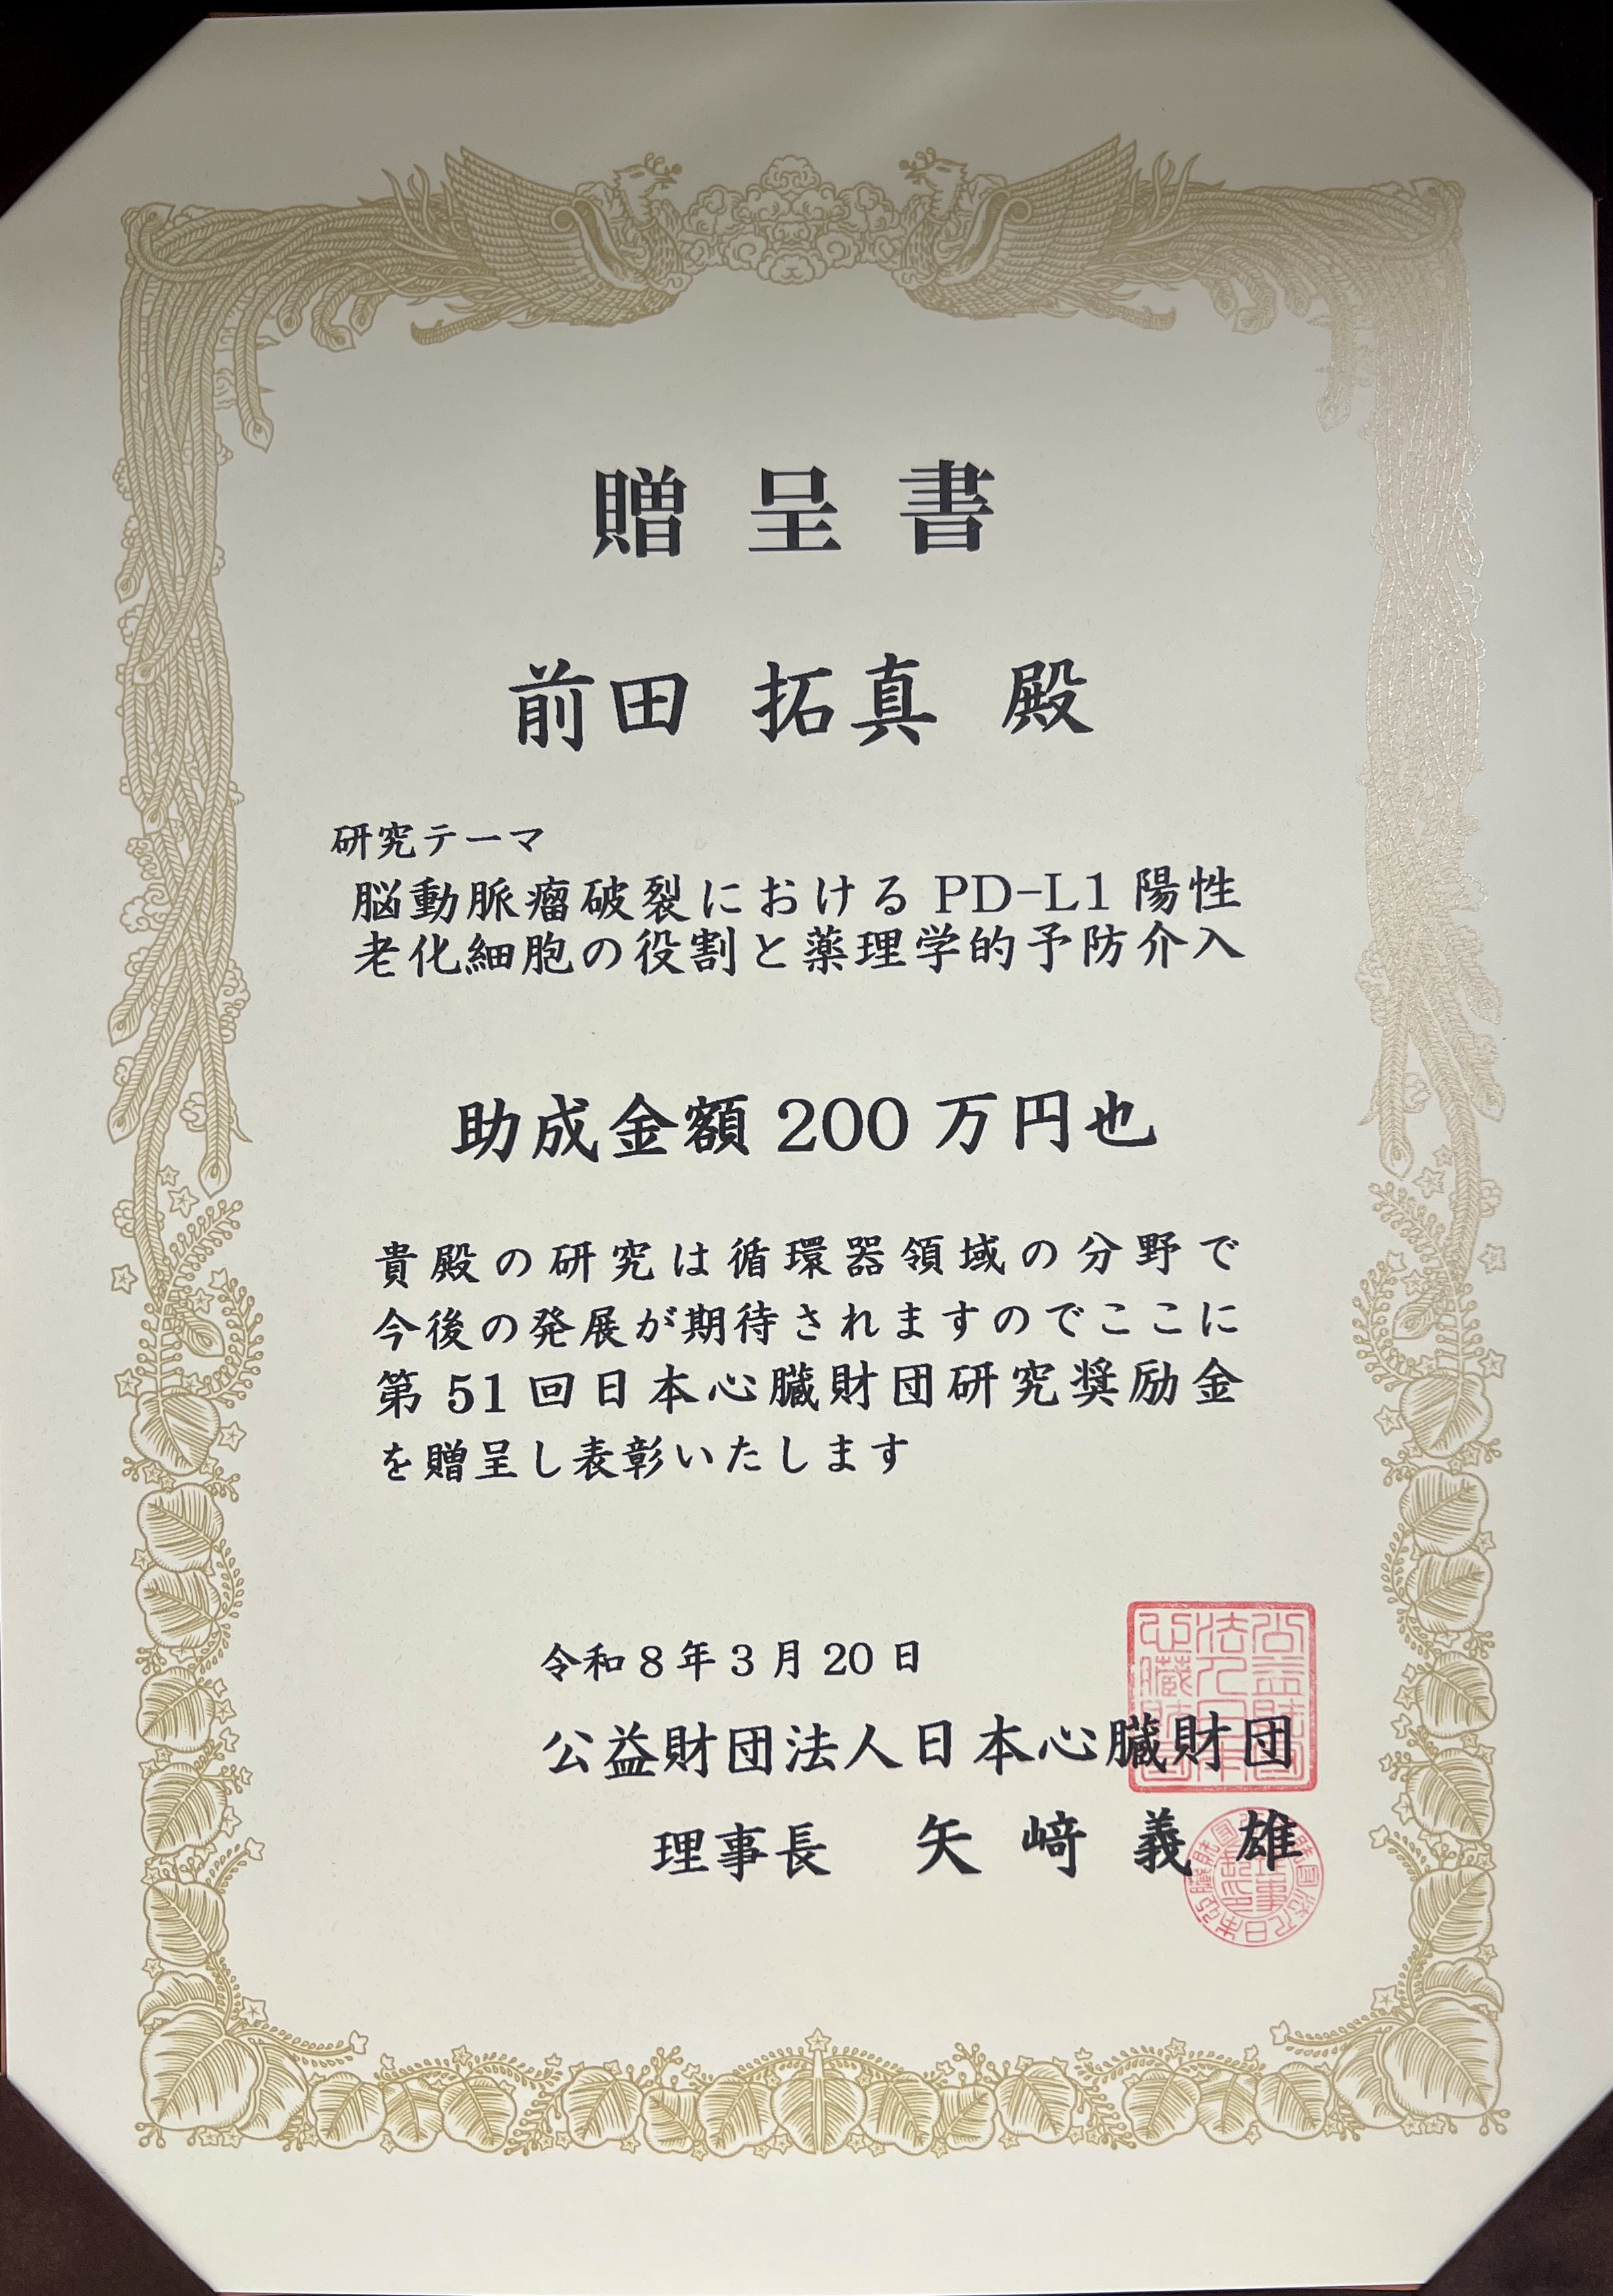 贈呈書
前田 拓真 殿
研究テーマ
脳動脈瘤破裂における PD-L1 陽性
老化細胞の役割と薬理学的予防介入
助成金額 200 万円也
貴殿の研究は循環器領域の分野で
今後の発展が期待されますのでここに
第 51 回日本心臓財団研究奨励金
を贈呈し表彰いたします
令和 8 年 3 月 20 日
公益財団法人日本心臓財団
理事長 矢﨑義雄